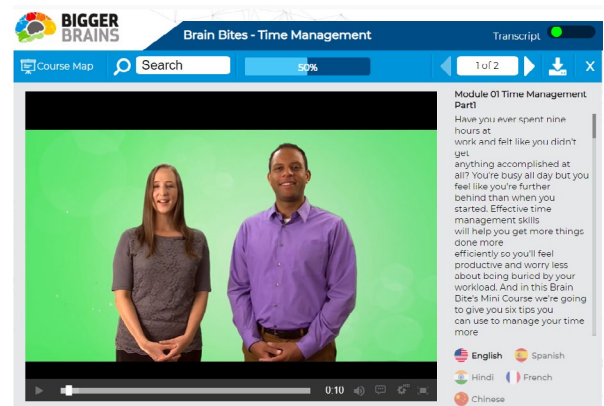 BIGGER
BRAINS
Brain Bites - Time Management
Transcript
Course Map
Search
50%
1 of 2
X
Module 01 Time Management
Part1
Have you ever spent nine
hours at
work and felt like you didn't
get
anything accomplished at
all? You're busy all day but you
feel like you're further
behind than when you
started. Effective time
management skills
will help you get more things
done more
efficiently so you'll feel
productive and worry less
about being buried by your
workload. And in this Brain
Bite's Mini Course we're going
to give you six tips you
can use to manage your time
more
English
Spanish
Hindi
French
Chinese
0:10
HD